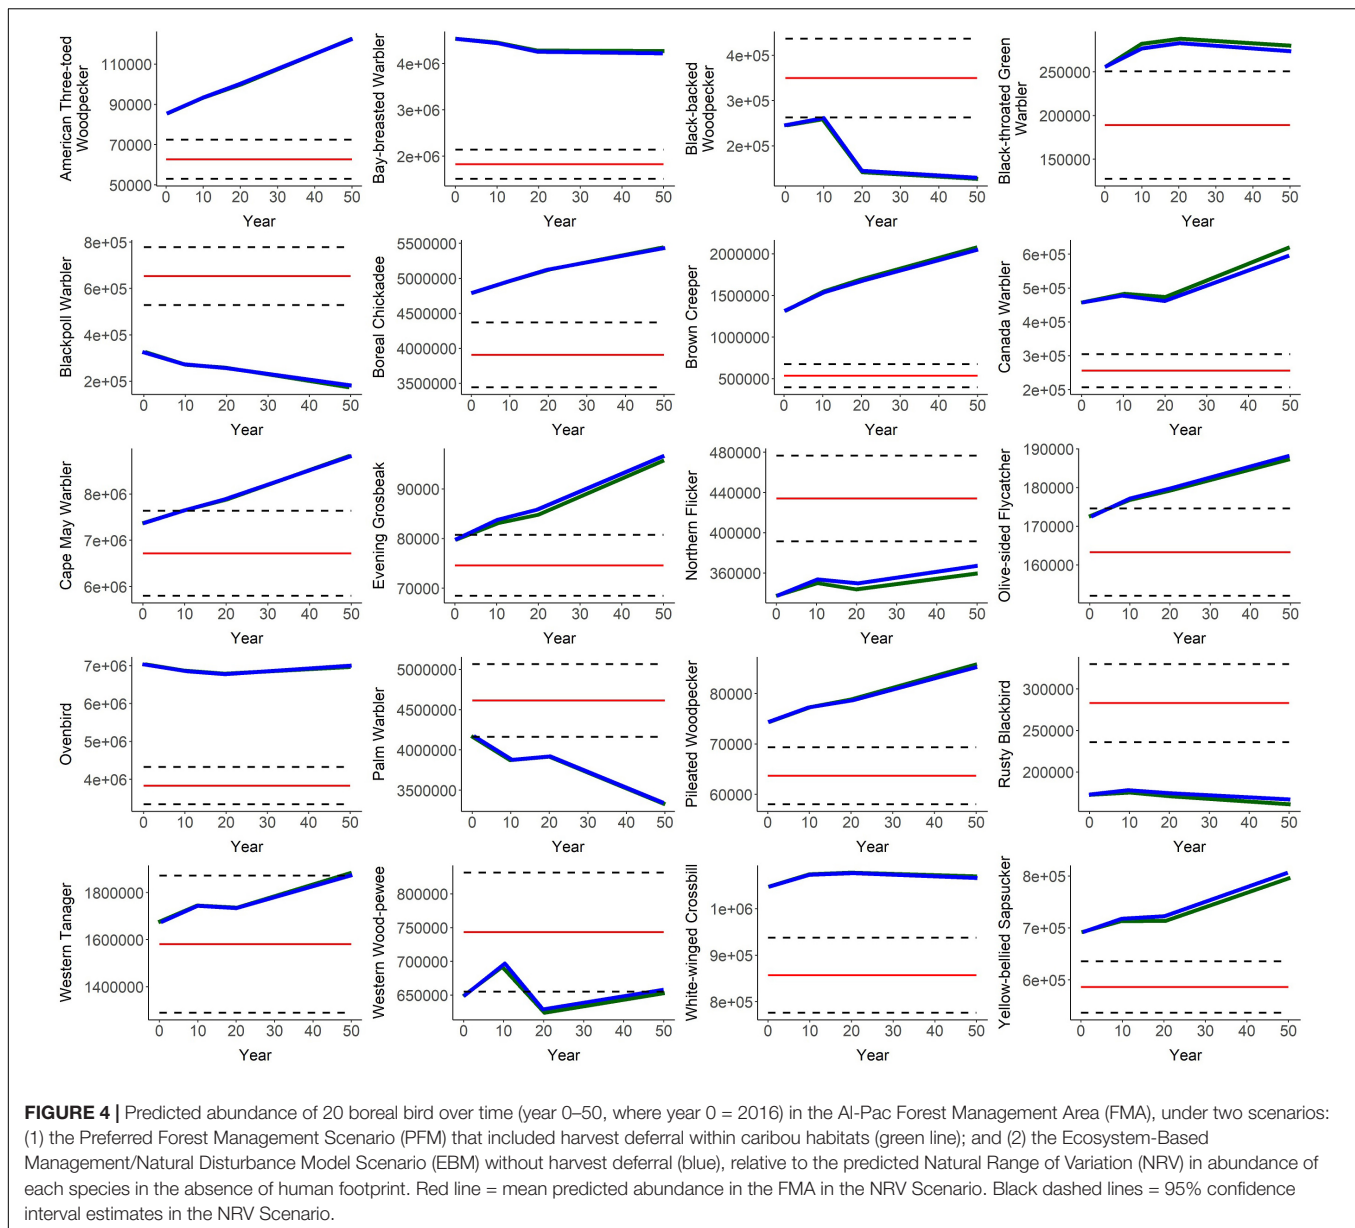 American Three-toed
Woodpecker
110000
90000
70000
50000
0 10 20 30 40 50
Year
Bay-breasted Warbler
4e+06
3e+06
2e+06
0 10 20 30 40 50
Year
Black-backed
Woodpecker
4e+05
3e+05
2e+05
0 10 20 30 40 50
Year
Black-throated Green
Warbler
250000
150000
0 10 20 30 40 50
Year
Blackpoll Warbler
8e+05
6e+05
4e+05
2e+05
0 10 20 30 40 50
Year
Boreal Chickadee
5500000
5000000
4500000
4000000
3500000
0 10 20 30 40 50
Year
Brown Creeper
2000000
1500000
1000000
500000
0 10 20 30 40 50
Year
Canada Warbler
6e+05
5e+05
4e+05
3e+05
2e+05
0 10 20 30 40 50
Year
Cape May Warbler
8e+06
7e+06
6e+06
0 10 20 30 40 50
Year
Evening Grosbeak
90000
80000
70000
0 10 20 30 40 50
Year
Northern Flicker
480000
440000
400000
360000
0 10 20 30 40 50
Year
Olive-sided Flycatcher
190000
180000
170000
160000
0 10 20 30 40 50
Year
Ovenbird
7e+06
6e+06
5e+06
4e+06
0 10 20 30 40 50
Year
Palm Warbler
5000000
4500000
4000000
3500000
0 10 20 30 40 50
Year
Pileated Woodpecker
80000
70000
60000
0 10 20 30 40 50
Year
Rusty Blackbird
300000
250000
200000
0 10 20 30 40 50
Year
Western Tanager
1800000
1600000
1400000
0 10 20 30 40 50
Year
Western Wood-pewee
800000
750000
700000
650000
0 10 20 30 40 50
Year
White-winged Crossbill
1e+06
9e+05
8e+05
0 10 20 30 40 50
Year
Yellow-bellied Sapsucker
8e+05
7e+05
6e+05
0 10 20 30 40 50
Year
FIGURE 4 | Predicted abundance of 20 boreal bird over time (year 0–50, where year 0 = 2016) in the Al-Pac Forest Management Area (FMA), under two scenarios:
(1) the Preferred Forest Management Scenario (PFM) that included harvest deferral within caribou habitats (green line); and (2) the Ecosystem-Based
Management/Natural Disturbance Model Scenario (EBM) without harvest deferral (blue), relative to the predicted Natural Range of Variation (NRV) in abundance of
each species in the absence of human footprint. Red line = mean predicted abundance in the FMA in the NRV Scenario. Black dashed lines = 95% confidence
interval estimates in the NRV Scenario.